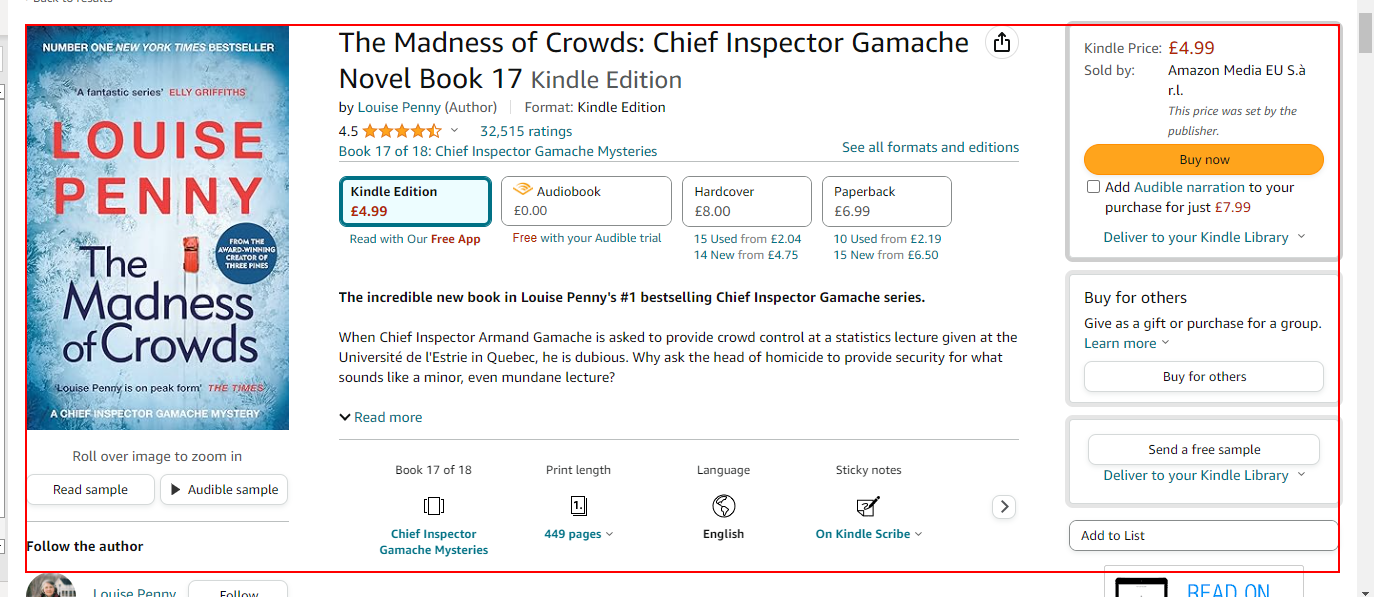 Back to results
NUMBER ONE NEW YORK TIMES BESTSELLER
'A fantastic series' ELLY GRIFFITHS
LOUISE
PENNY
FROM THE
AWARD-WINNING
CREATOR OF
THREE PINES
The
Madness
of Crowds
'Louise Penny is on peak form' THE TIMES
A CHIEF INSPECTOR GAMACHE MYSTERY
Roll over image to zoom in
Read sample
Audible sample
Follow the author
Louise Penny
Follow
The Madness of Crowds: Chief Inspector Gamache
Novel Book 17 Kindle Edition
by Louise Penny (Author) Format: Kindle Edition
4.5 32,515 ratings
Book 17 of 18: Chief Inspector Gamache Mysteries
See all formats and editions
Kindle Edition
£4.99
Read with Our Free App
Audiobook
£0.00
Free with your Audible trial
Hardcover
£8.00
15 Used from £2.04
14 New from £4.75
Paperback
£6.99
10 Used from £2.19
15 New from £6.50
The incredible new book in Louise Penny's #1 bestselling Chief Inspector Gamache series.
When Chief Inspector Armand Gamache is asked to provide crowd control at a statistics lecture given at the
Université de l'Estrie in Quebec, he is dubious. Why ask the head of homicide to provide security for what
sounds like a minor, even mundane lecture?
Read more
Book 17 of 18
Chief Inspector
Gamache Mysteries
Print length
1.
449 pages
Language
English
Sticky notes
On Kindle Scribe
Kindle Price: £4.99
Sold by: Amazon Media EU S.à
r.l.
This price was set by the
publisher.
Buy now
Add Audible narration to your
purchase for just £7.99
Deliver to your Kindle Library
Buy for others
Give as a gift or purchase for a group.
Learn more
Buy for others
Send a free sample
Deliver to your Kindle Library
Add to List
READ ON